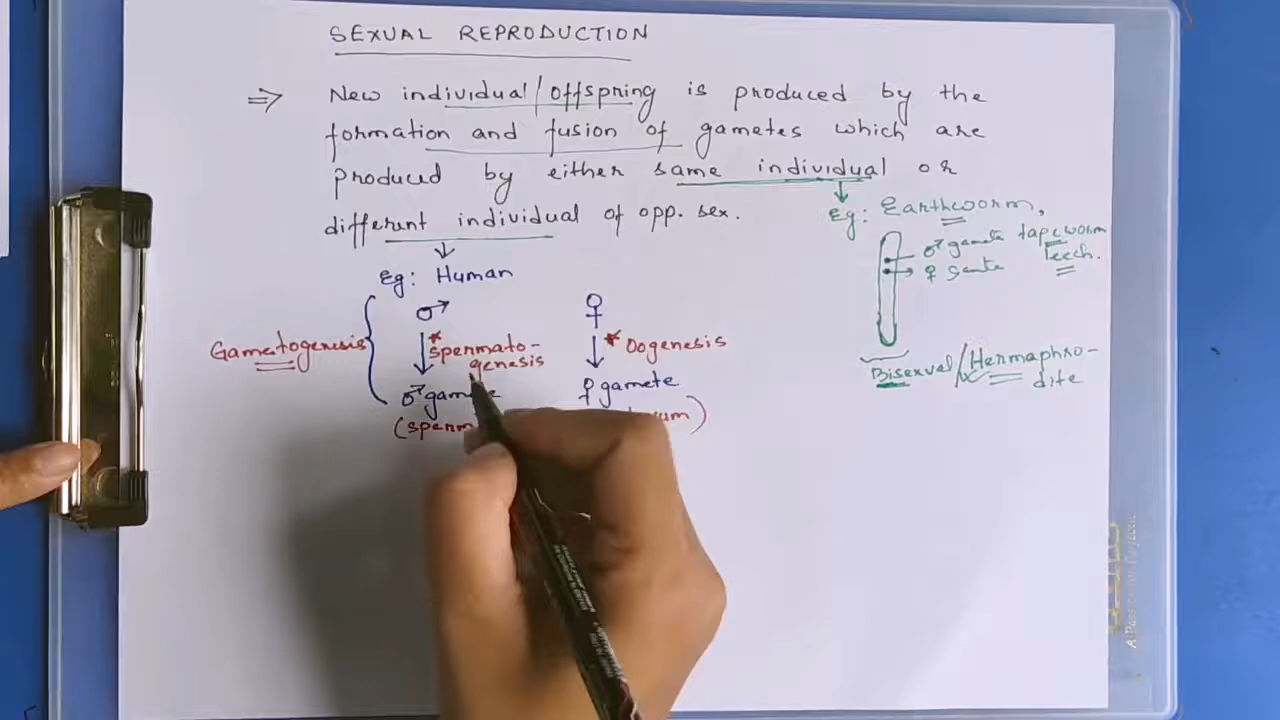 SEXUAL REPRODUCTION
⇒ New individual/offspring is produced by the
formation and fusion of gametes which are
produced by either same individual or
different individual of opp. sex.
↓
Eg: Human
♂
↓ * Spermato-
genesis
♂ gamete
(sperm
♀
↓ * Oogenesis
♀ gamete
um)
Gametogenesis
↓
Eg: Earthworm,
tapeworm
Leech.
♂ gamete
♀ gamete
Bisexual/Hermaphro-
dite